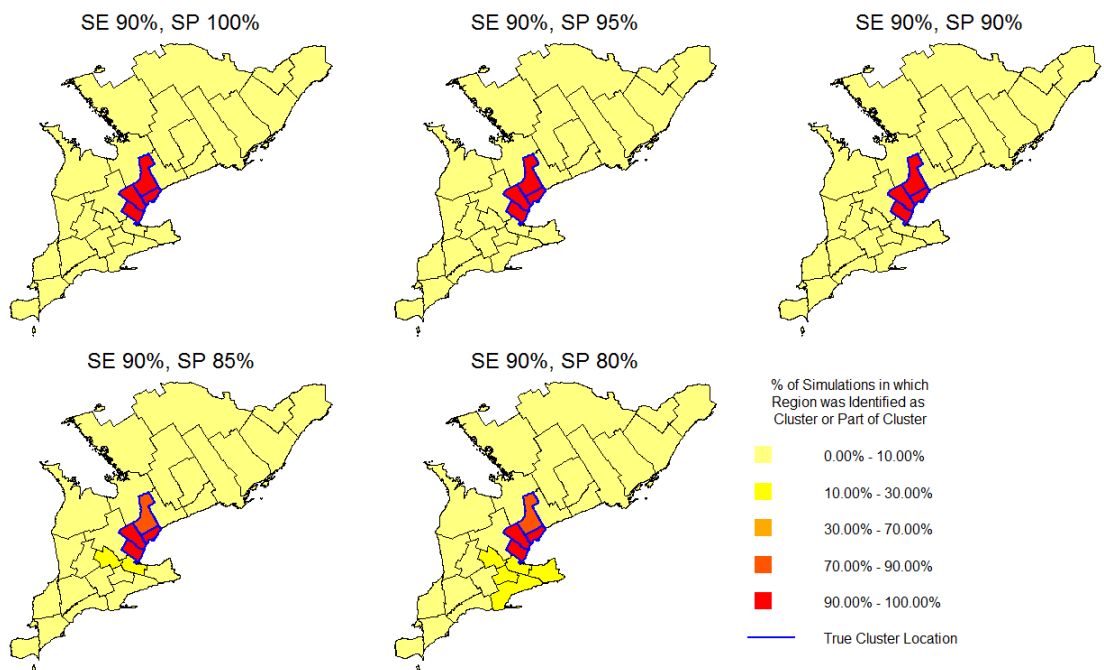 SE 90%, SP 100%
SE 90%, SP 95%
SE 90%, SP 90%
SE 90%, SP 85%
SE 90%, SP 80%
% of Simulations in which
Region was Identified as
Cluster or Part of Cluster
0.00% - 10.00%
10.00% - 30.00%
30.00% - 70.00%
70.00% - 90.00%
90.00% - 100.00%
True Cluster Location